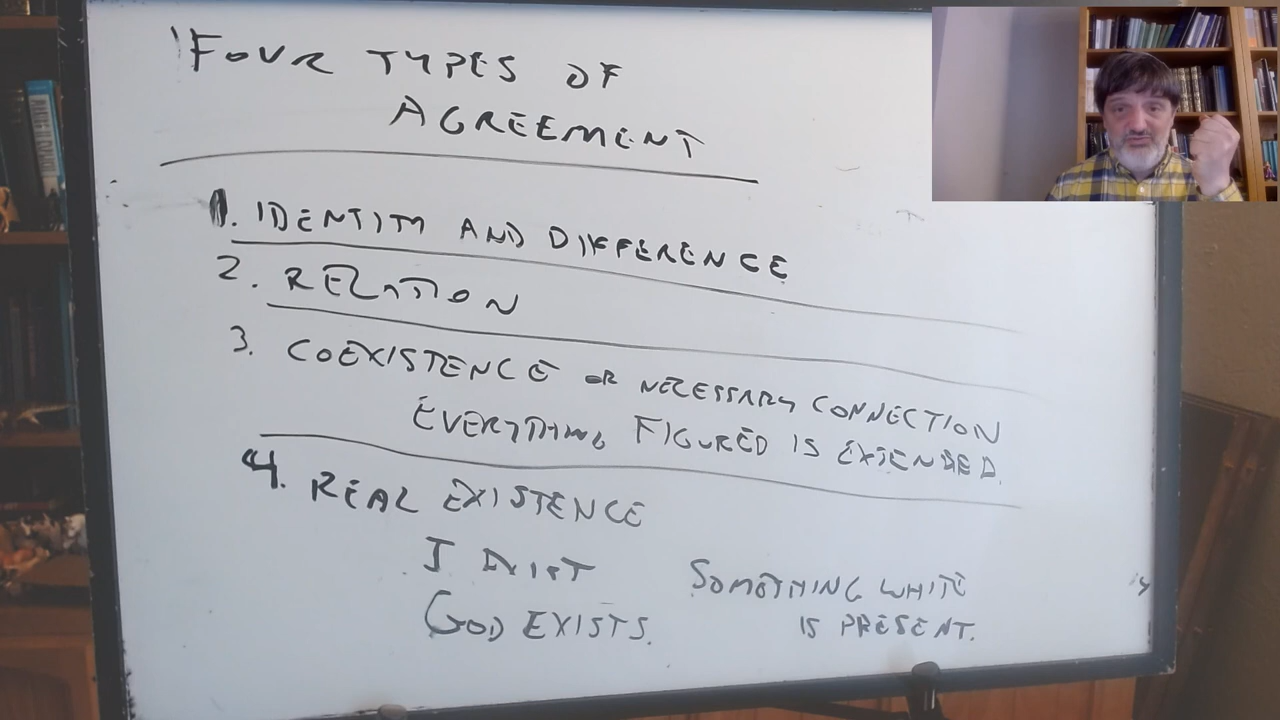 FOUR TYPES OF
AGREEMENT
1. IDENTITY AND DIFFERENCE
2. RELATION
3. COEXISTENCE OR NECESSARY CONNECTION
EVERYTHING FIGURED IS EXTENDED.
4. REAL EXISTENCE
I EXIST
GOD EXISTS.
SOMETHING WHITE
IS PRESENT.